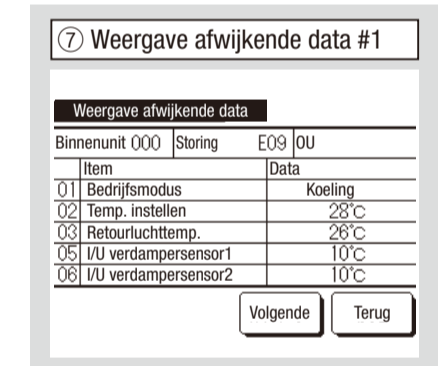 ⑦ Weergave afwijkende data #1
Weergave afwijkende data
Binnenunit 000 Storing E09 OU
Item Data
01 Bedrijfsmodus Koeling
02 Temp. instellen 28°C
03 Retourluchttemp. 26°C
05 I/U verdampersensor1 10°C
06 I/U verdampersensor2 10°C
Volgende Terug